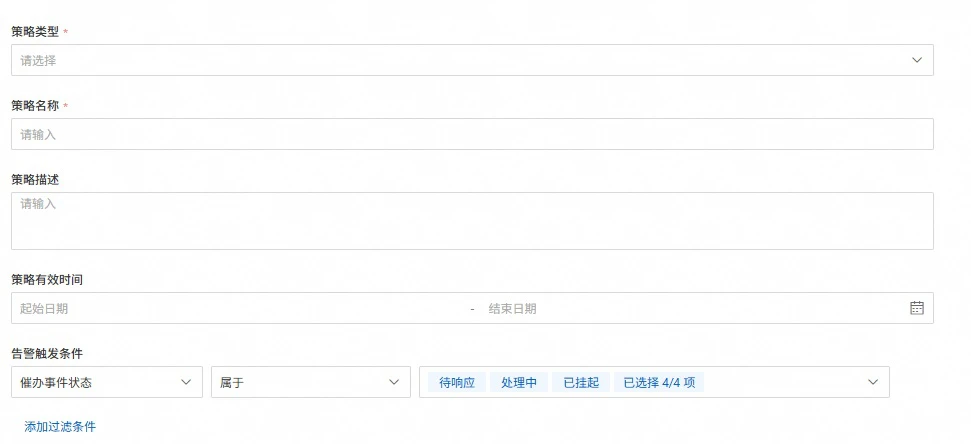 策略类型 *
请选择
策略名称 *
请输入
策略描述
请输入
策略有效时间
起始日期 - 结束日期
告警触发条件
催办事件状态 属于 待响应 处理中 已挂起 已选择 4/4 项
添加过滤条件